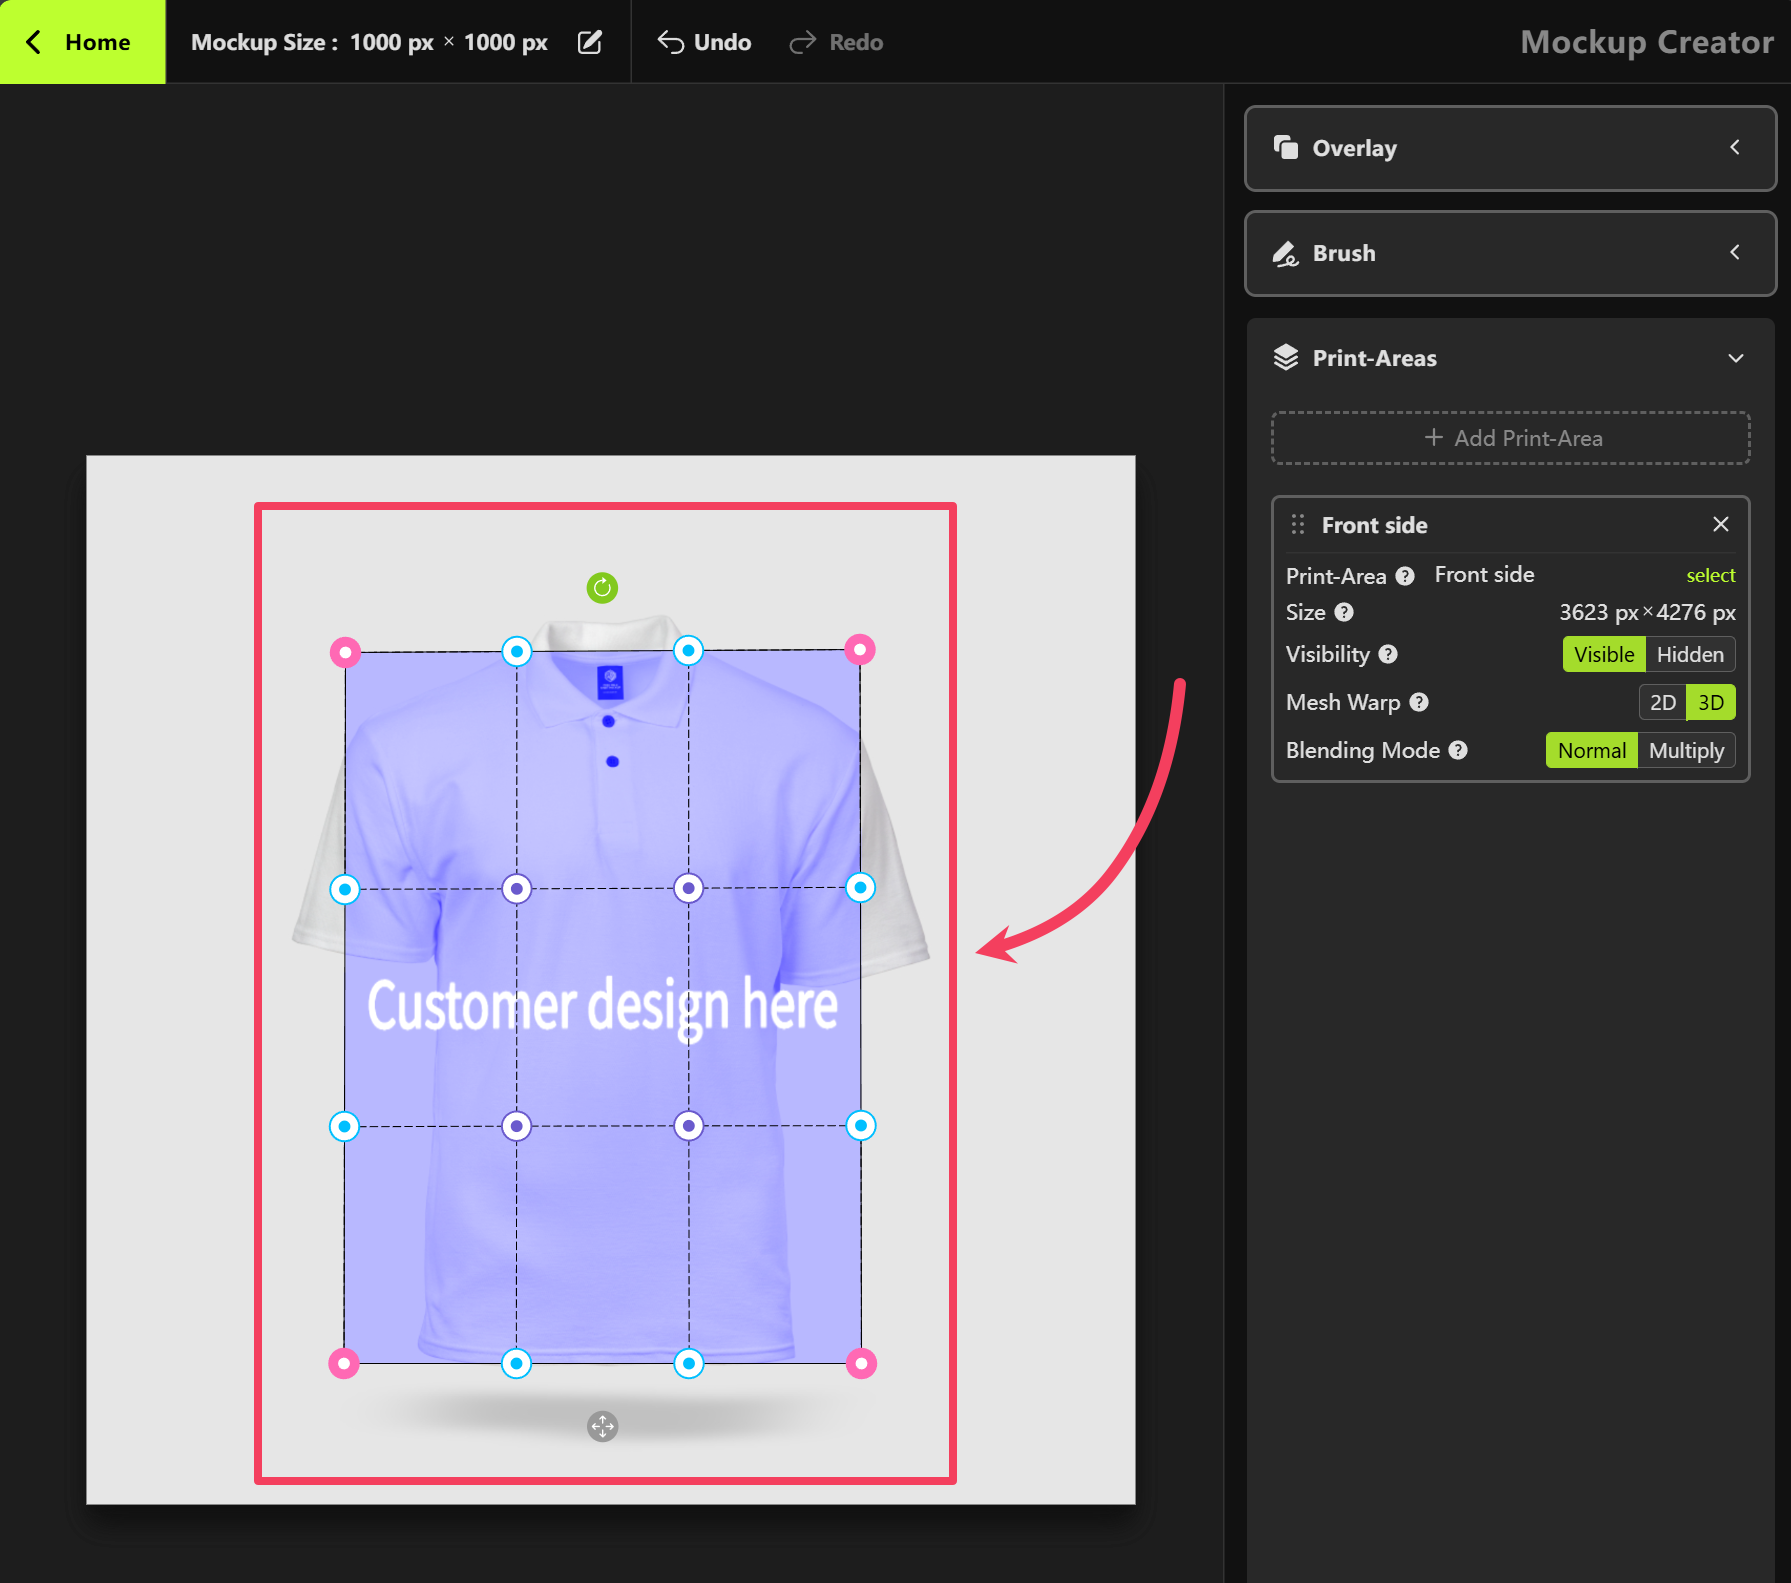 Home
Mockup Size : 1000 px × 1000 px
Undo
Redo
Mockup Creator
Overlay
Brush
Print-Areas
+ Add Print-Area
Front side
Print-Area ? Front side select
Size ? 3623 px × 4276 px
Visibility ? Visible Hidden
Mesh Warp ? 2D 3D
Blending Mode ? Normal Multiply
Customer design here